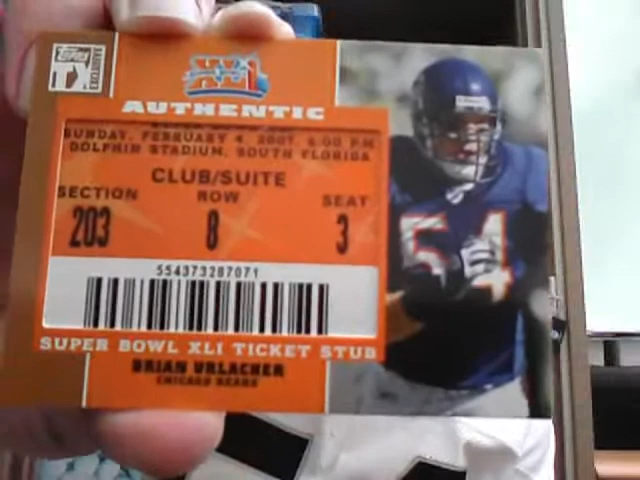 Topps
TX
XLI
AUTHENTIC
SUNDAY, FEBRUARY 4, 2007, 6:00 P.M.
DOLPHIN STADIUM, SOUTH FLORIDA
CLUB/SUITE
SECTION ROW SEAT
203 8 3
554373287071
SUPER BOWL XLI TICKET STUB
BRIAN URLACHER
CHICAGO BEARS
54